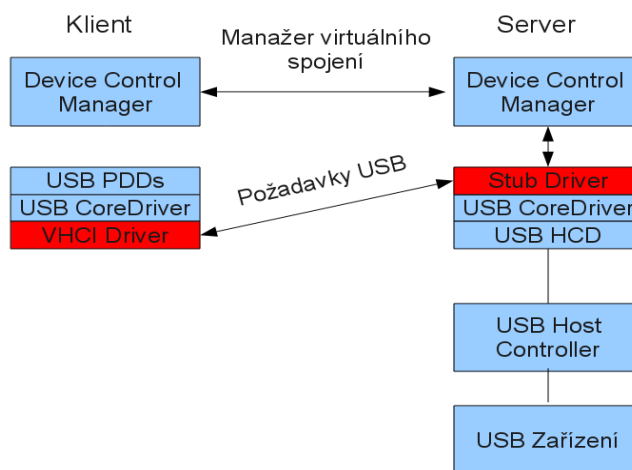 Klient
Manažer virtuálního
spojení
Server
Device Control
Manager
Device Control
Manager
USB PDDs
USB CoreDriver
VHCI Driver
Požadavky USB
Stub Driver
USB CoreDriver
USB HCD
USB Host
Controller
USB Zařízení